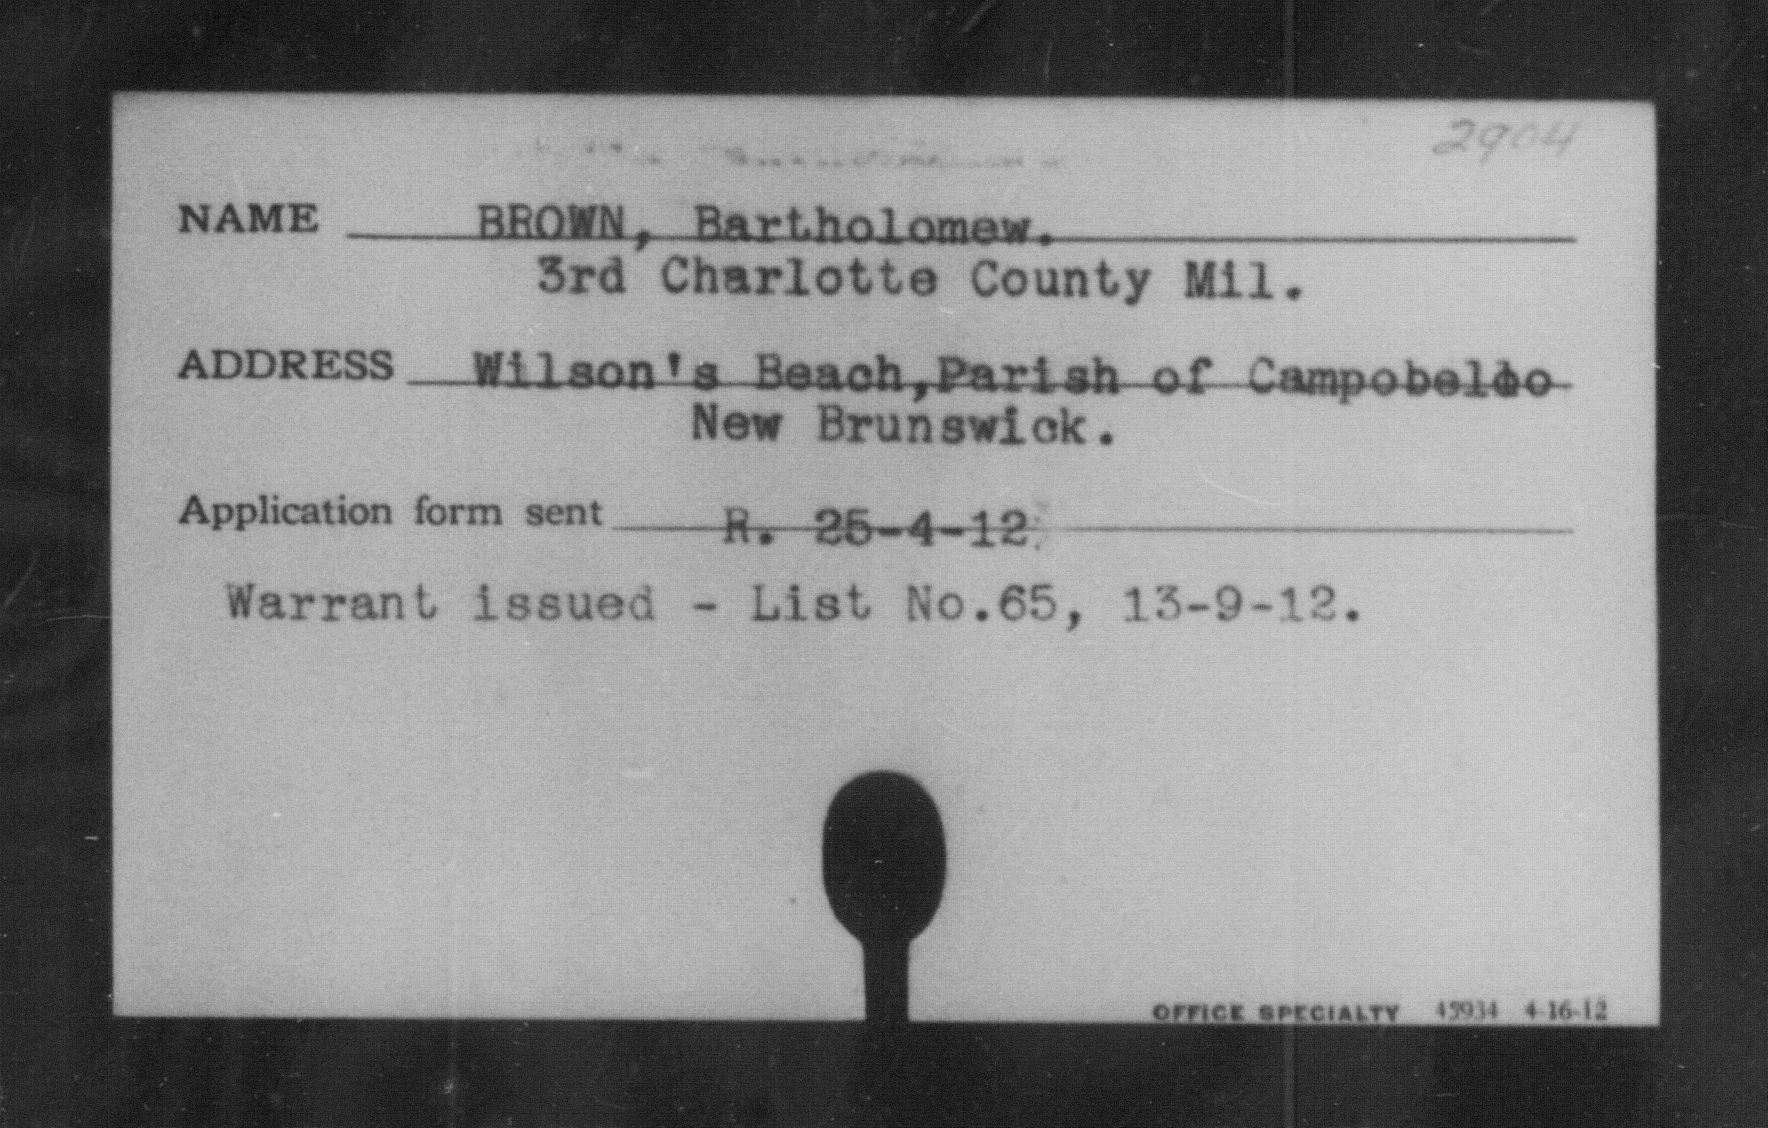 2904
NAME BROWN, Bartholomew.
3rd Charlotte County Mil.
ADDRESS Wilson's Beach,Parish of Campobello
New Brunswick.
Application form sent R. 25-4-12
Warrant issued - List No.65, 13-9-12.
OFFICE SPECIALTY 45934 4-16-12